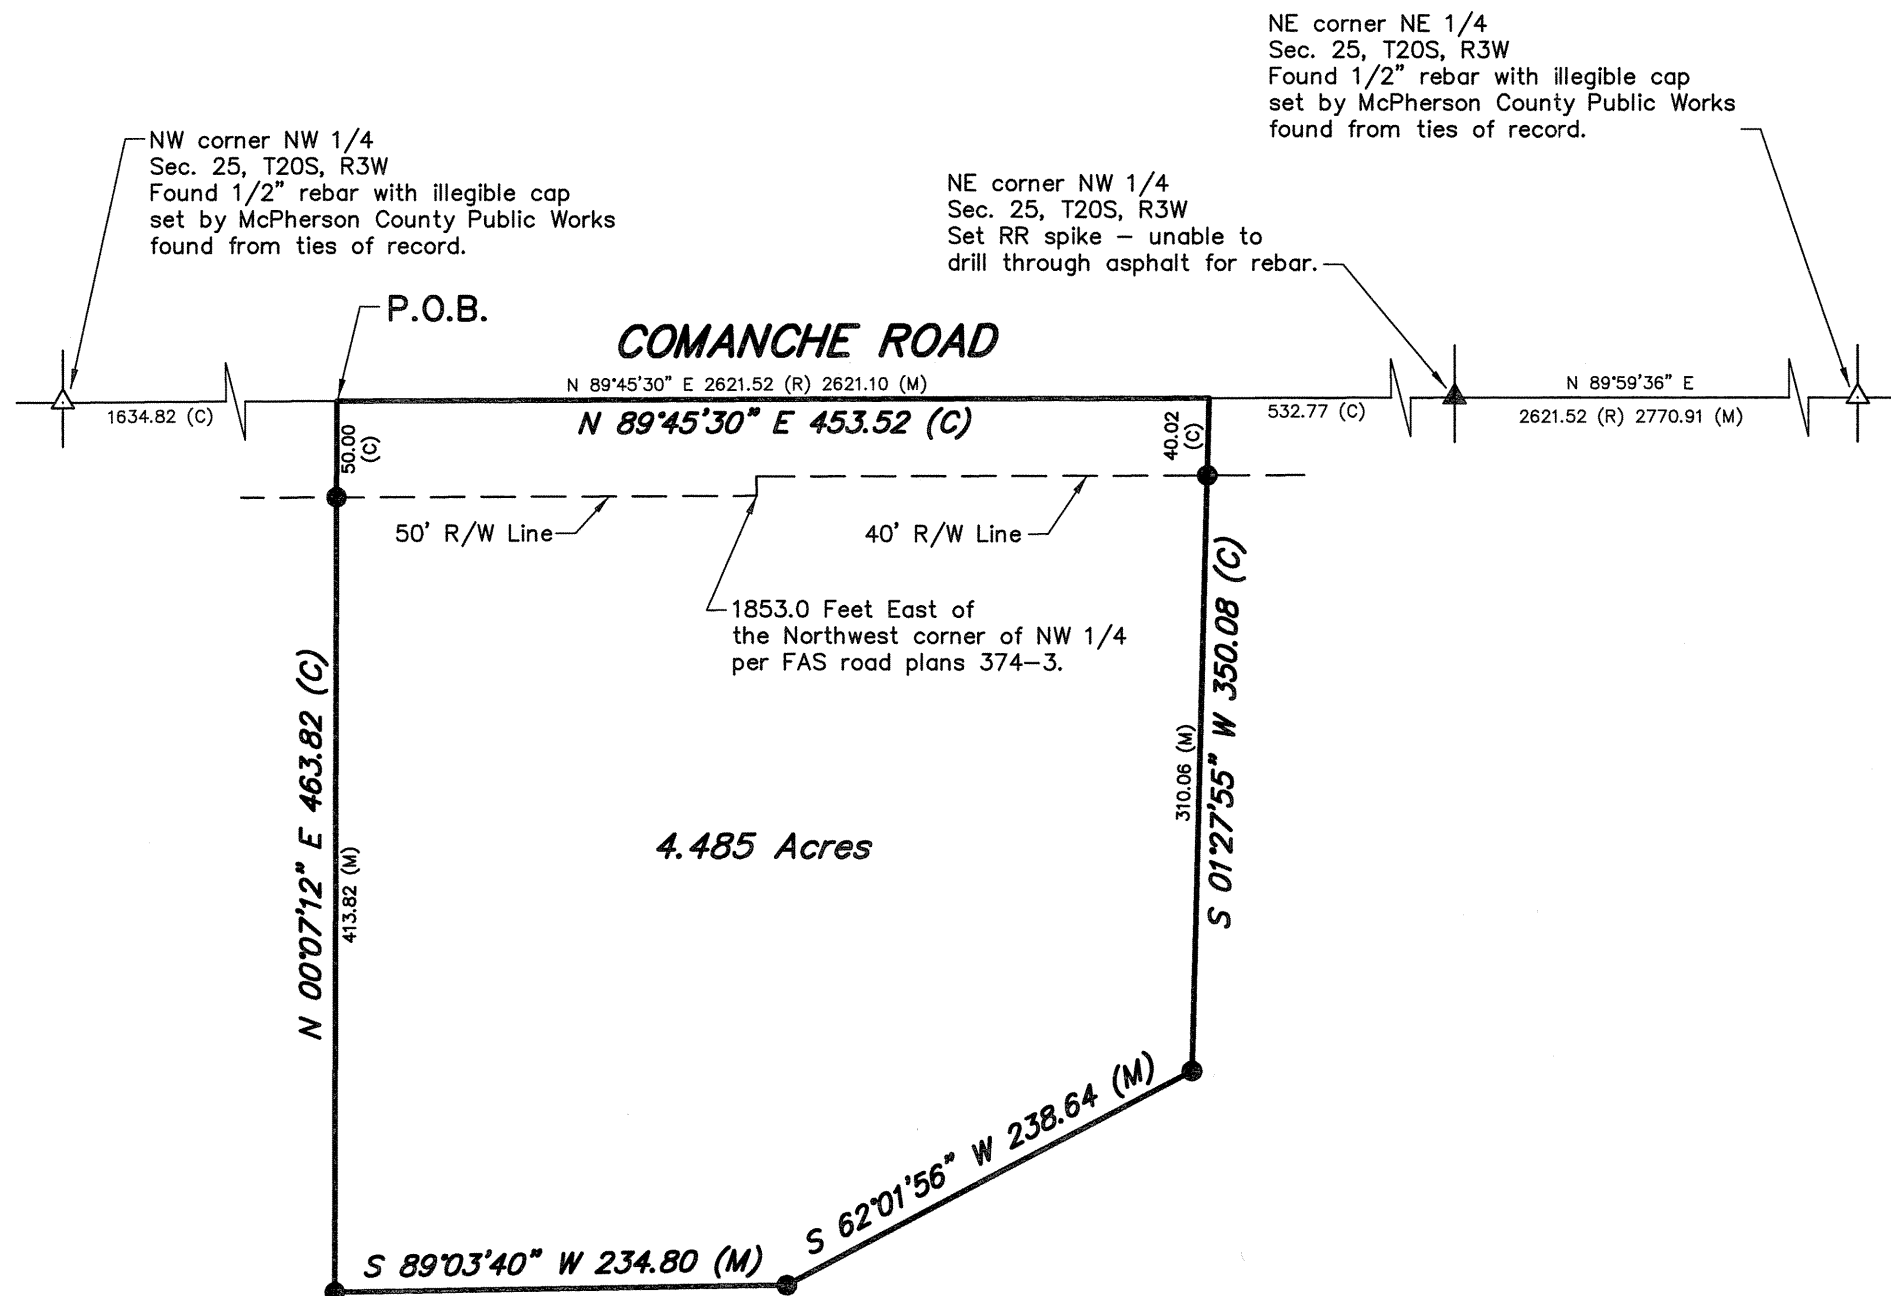 NE corner NE 1/4
Sec. 25, T20S, R3W
Found 1/2" rebar with illegible cap
set by McPherson County Public Works
found from ties of record.
NW corner NW 1/4
Sec. 25, T20S, R3W
Found 1/2" rebar with illegible cap
set by McPherson County Public Works
found from ties of record.
NE corner NW 1/4
Sec. 25, T20S, R3W
Set RR spike – unable to
drill through asphalt for rebar.
P.O.B.
COMANCHE ROAD
N 89°45'30" E 2621.52 (R) 2621.10 (M)
N 89°59'36" E
1634.82 (C)
N 89°45'30" E 453.52 (C)
532.77 (C)
2621.52 (R) 2770.91 (M)
50.00
(C)
40.02
(C)
50' R/W Line
40' R/W Line
1853.0 Feet East of
the Northwest corner of NW 1/4
per FAS road plans 374-3.
N 00°07'12" E 463.82 (C)
413.82 (M)
310.06 (M)
S 01°27'55" W 350.08 (C)
4.485 Acres
S 62°01'56" W 238.64 (M)
S 89°03'40" W 234.80 (M)